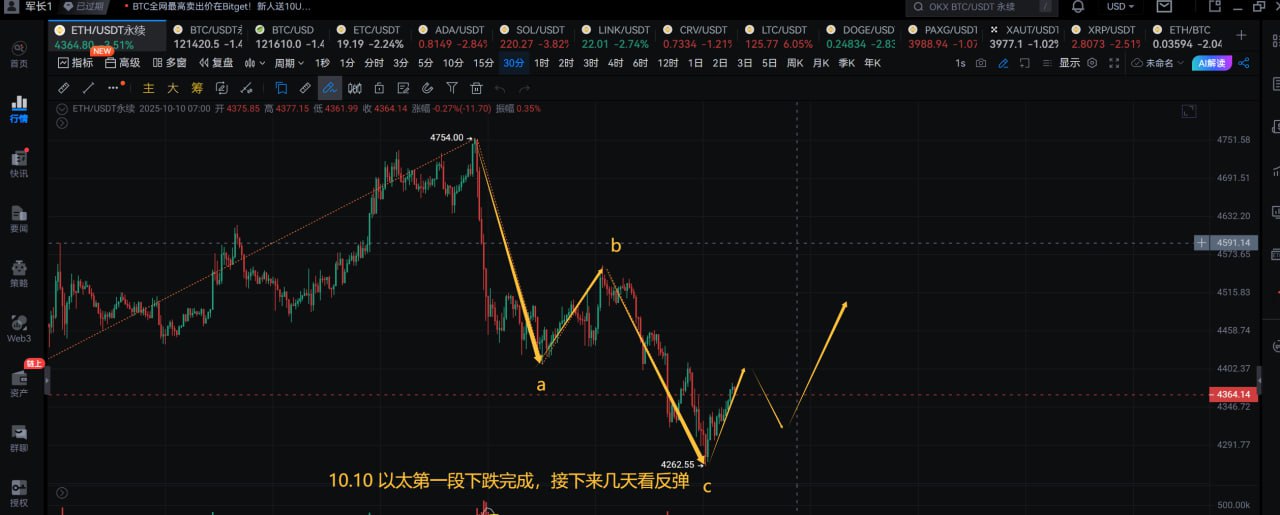 军长1 已过期 BTC全网最高卖出价在Bitget！新人送10U... OKX BTC/USDT 永续 / USD
ETH/USDT永续 BTC/USDT BTC/USD ETC/USDT ADA/USDT SOL/USDT LINK/USDT CRV/USDT LTC/USDT DOGE/USD PAXG/USDT XAUT/USDT XRP/USDT ETH/BTC
4364.80 -2.51% 121420.5 -1.4 121610.0 -1.4 19.19 -2.24% 0.8149 -2.84% 220.27 -3.82% 22.01 -2.74% 0.7334 -1.21% 125.77 6.05% 0.24834 -2.83 3988.94 -1.07 3977.1 -1.02% 2.8073 -2.51% 0.03594 -2.04
NEW
指标 高级 多窗 复盘 周期 1秒 1分 分时 3分 5分 10分 15分 30分 1时 2时 3时 4时 6时 12时 1日 2日 3日 5日 周K 月K 季K 年K 1s 显示 未命名 AI解读
主 大 筹
ETH/USDT永续 2025-10-10 07:00 开 4375.85 高 4377.15 低 4361.99 收 4364.14 涨幅 -0.27%(-11.70) 振幅 0.35%
首页
行情
快讯
要闻
策略
Web3
链上
资产
群聊
授权
4754.00
a
b
c
4262.55
10.10 以太第一段下跌完成，接下来几天看反弹
4751.58
4691.51
4632.20
4591.14
4573.65
4515.83
4458.74
4402.37
4364.14
4346.72
4291.77
500.00k